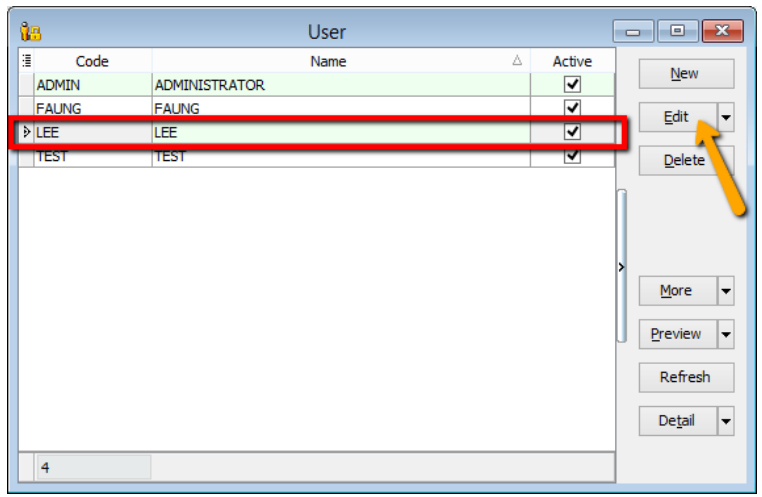 User
Code Name Active
ADMIN ADMINISTRATOR
FAUNG FAUNG
LEE LEE
TEST TEST
4
New
Edit
Delete
More
Preview
Refresh
Detail